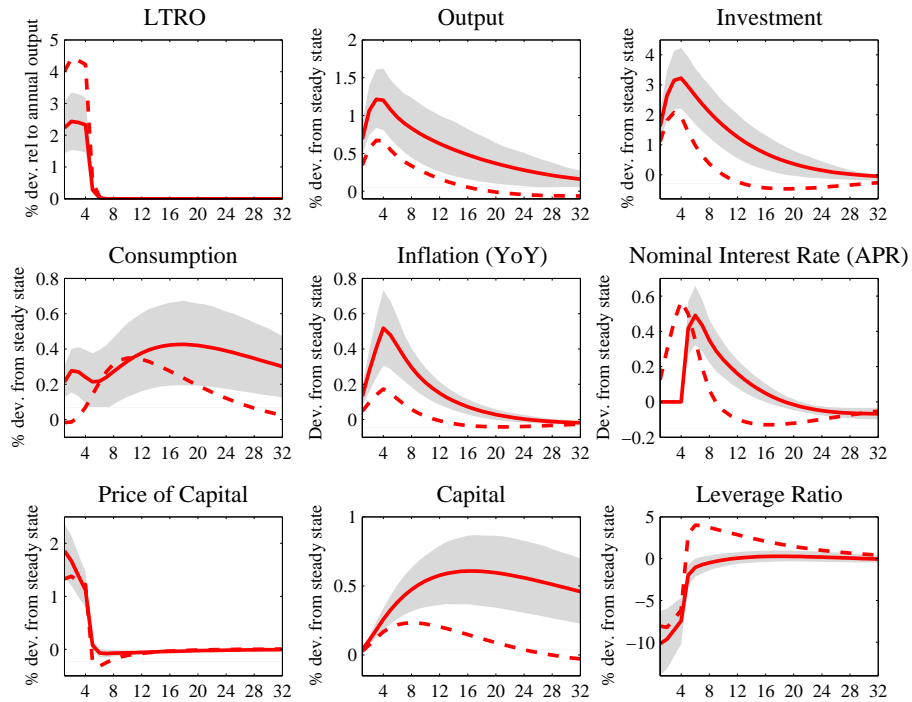 LTRO
% dev. rel to annual output
5
4
3
2
1
0
4 8 12 16 20 24 28 32
Output
% dev. from steady state
2
1.5
1
0.5
0
4 8 12 16 20 24 28 32
Investment
% dev. from steady state
4
3
2
1
0
4 8 12 16 20 24 28 32
Consumption
% dev. from steady state
0.8
0.6
0.4
0.2
0
4 8 12 16 20 24 28 32
Inflation (YoY)
Dev. from steady state
0.8
0.6
0.4
0.2
0
4 8 12 16 20 24 28 32
Nominal Interest Rate (APR)
Dev. from steady state
0.6
0.4
0.2
0
−0.2
4 8 12 16 20 24 28 32
Price of Capital
% dev. from steady state
2
1
0
4 8 12 16 20 24 28 32
Capital
% dev. from steady state
1
0.5
0
4 8 12 16 20 24 28 32
Leverage Ratio
% dev. from steady state
5
0
−5
−10
4 8 12 16 20 24 28 32